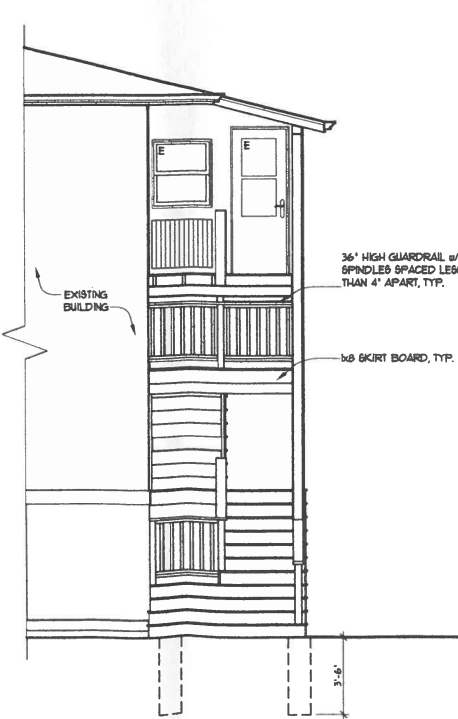 E
E
36" HIGH GUARDRAIL w/
SPINDLES SPACED LESS
THAN 4" APART, TYP.
EXISTING
BUILDING
1x8 SKIRT BOARD, TYP.
3'-6"